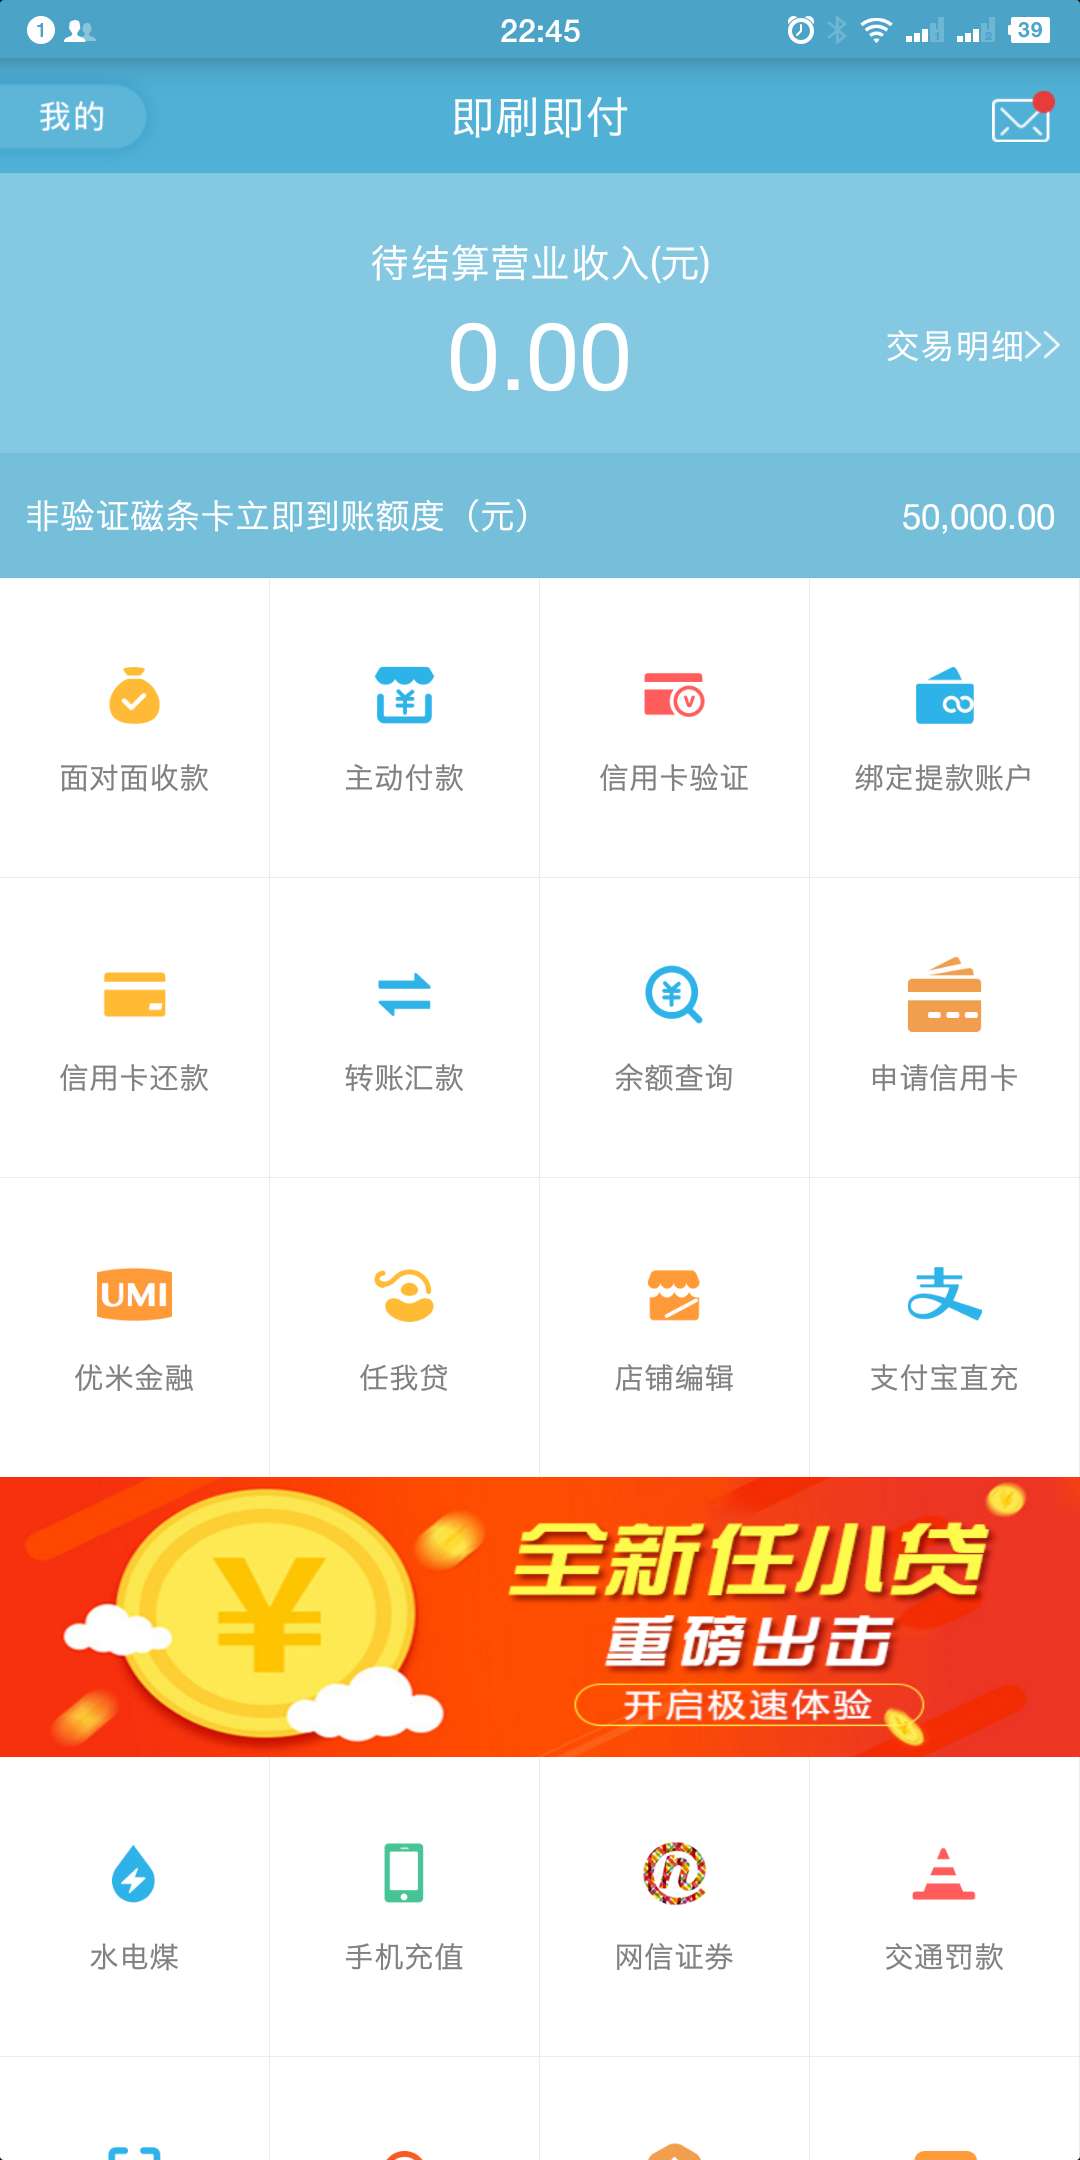 1 22:45 1 2 39
我的 即刷即付
待结算营业收入(元)
0.00 交易明细
非验证磁条卡立即到账额度（元） 50,000.00
面对面收款 主动付款 信用卡验证 绑定提款账户
信用卡还款 转账汇款 余额查询 申请信用卡
UMI
优米金融 任我贷 店铺编辑 支付宝直充
全新任小贷
重磅出击
开启极速体验
水电煤 手机充值 网信证券 交通罚款